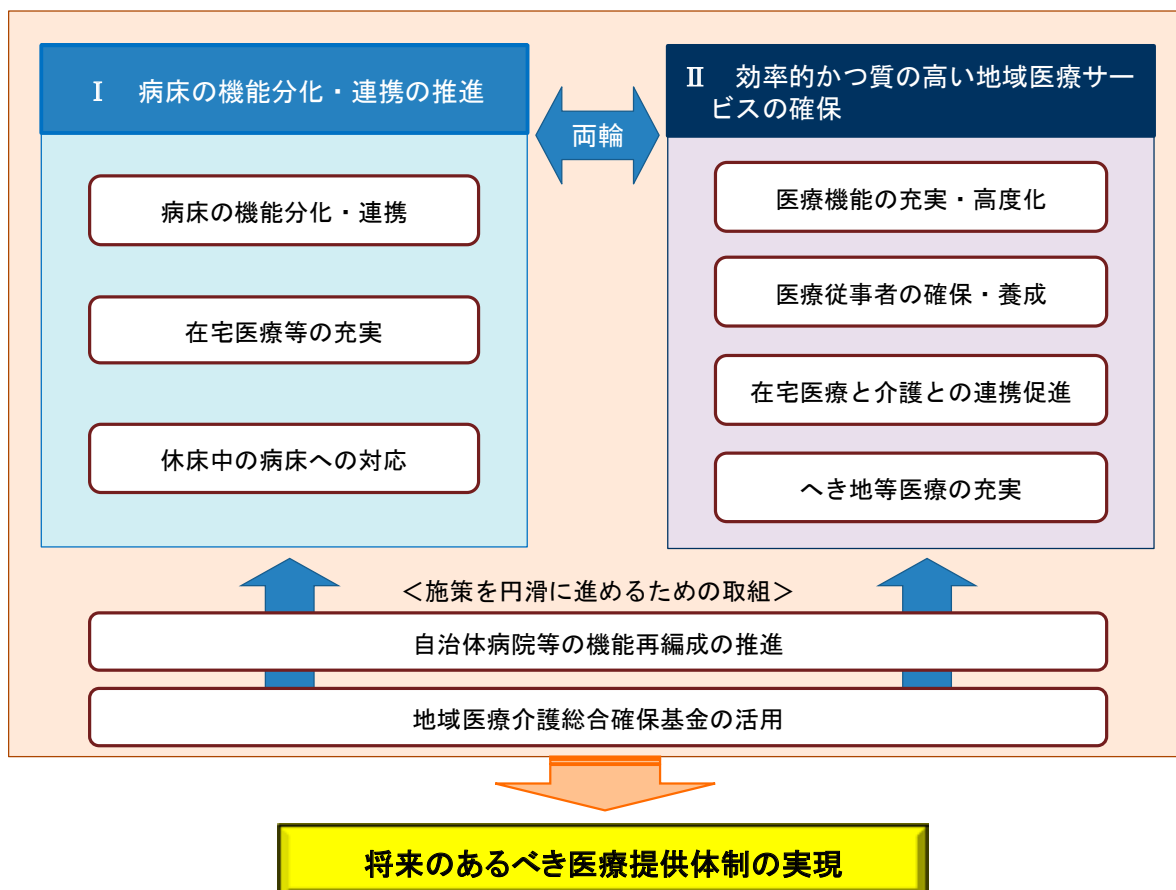 Ⅰ　病床の機能分化・連携の推進
病床の機能分化・連携
在宅医療等の充実
休床中の病床への対応
両輪
Ⅱ　効率的かつ質の高い地域医療サー
ビスの確保
医療機能の充実・高度化
医療従事者の確保・養成
在宅医療と介護との連携促進
へき地等医療の充実
＜施策を円滑に進めるための取組＞
自治体病院等の機能再編成の推進
地域医療介護総合確保基金の活用
将来のあるべき医療提供体制の実現